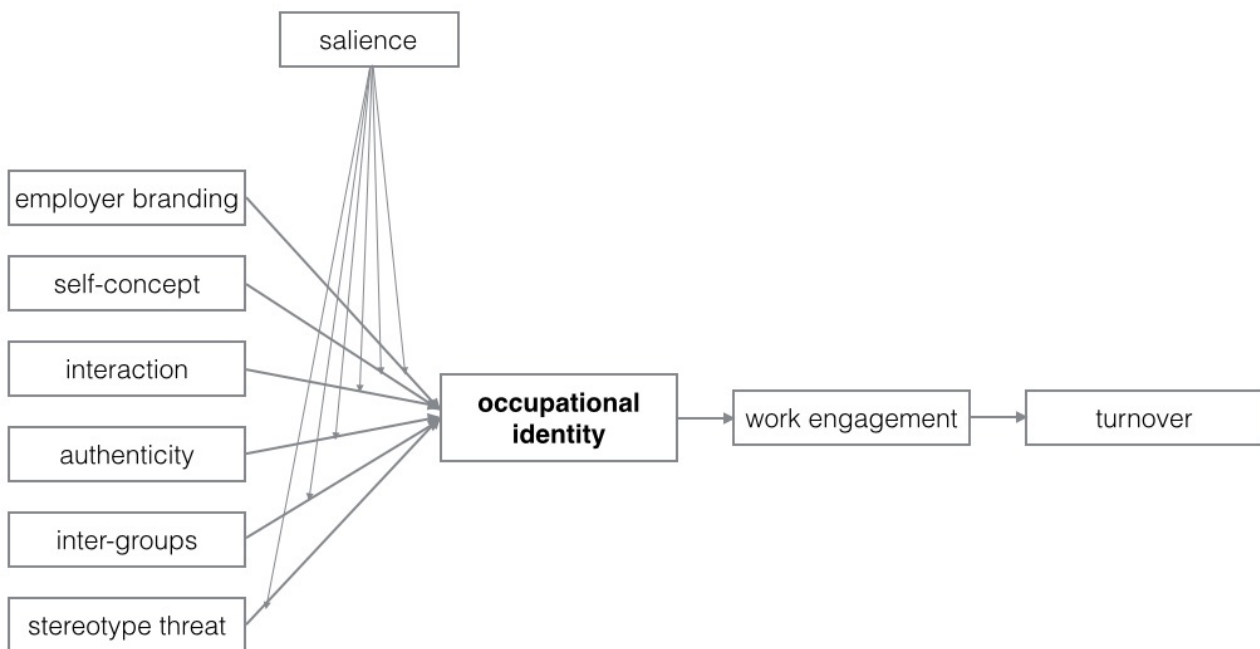 salience
employer branding
self-concept
interaction
authenticity
inter-groups
stereotype threat
occupational
identity
work engagement
turnover